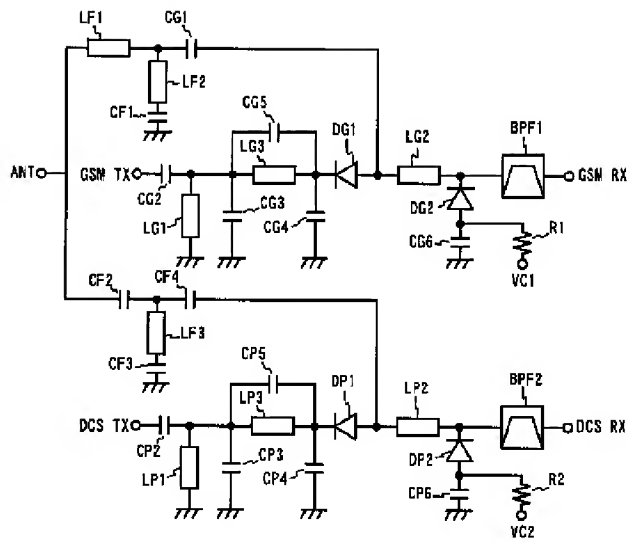 LF1
CG1
LF2
CF1
CG5
DG1
LG2
BPF1
LG3
ANT
GSM TX
GSM RX
CG2
CG3
DG2
LG1
CG4
CG6
R1
VC1
CF2
CF4
LF3
CF3
CP5
DP1
LP2
BPF2
LP3
DCS TX
DCS RX
CP2
CP3
DP2
LP1
CP4
CP6
R2
VC2